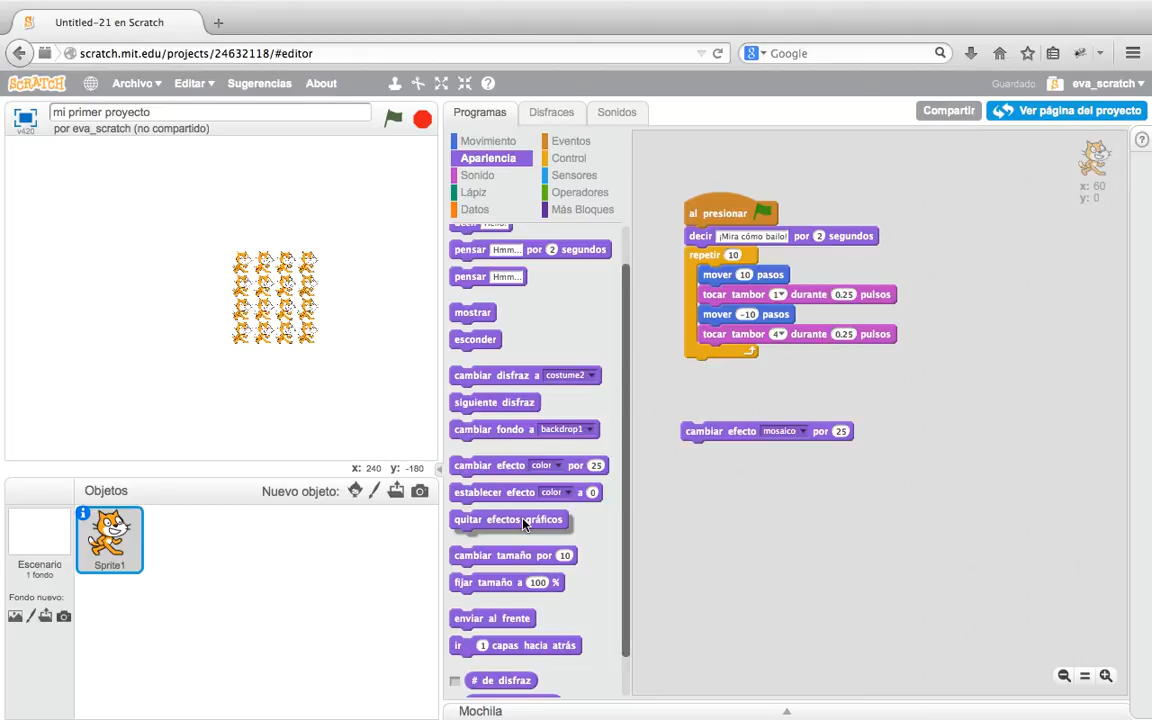 Untitled-21 en Scratch
scratch.mit.edu/projects/24632118/#editor
Google
SCRATCH
Archivo
Editar
Sugerencias
About
Guardado
eva_scratch
v420
mi primer proyecto
por eva_scratch (no compartido)
Programas
Disfraces
Sonidos
Compartir
Ver página del proyecto
Movimiento
Apariencia
Sonido
Lápiz
Datos
Eventos
Control
Sensores
Operadores
Más Bloques
pensar Hmm... por 2 segundos
pensar Hmm...
mostrar
esconder
cambiar disfraz a costume2
siguiente disfraz
cambiar fondo a backdrop1
cambiar efecto color por 25
establecer efecto color a 0
quitar efectos gráficos
cambiar tamaño por 10
fijar tamaño a 100 %
enviar al frente
ir 1 capas hacia atrás
# de disfraz
x: 60
y: 0
al presionar
decir ¡Mira cómo bailo! por 2 segundos
repetir 10
mover 10 pasos
tocar tambor 1 durante 0.25 pulsos
mover -10 pasos
tocar tambor 4 durante 0.25 pulsos
cambiar efecto mosaico por 25
x: 240 y: -180
Objetos
Nuevo objeto:
Escenario
1 fondo
Fondo nuevo:
Sprite1
Mochila